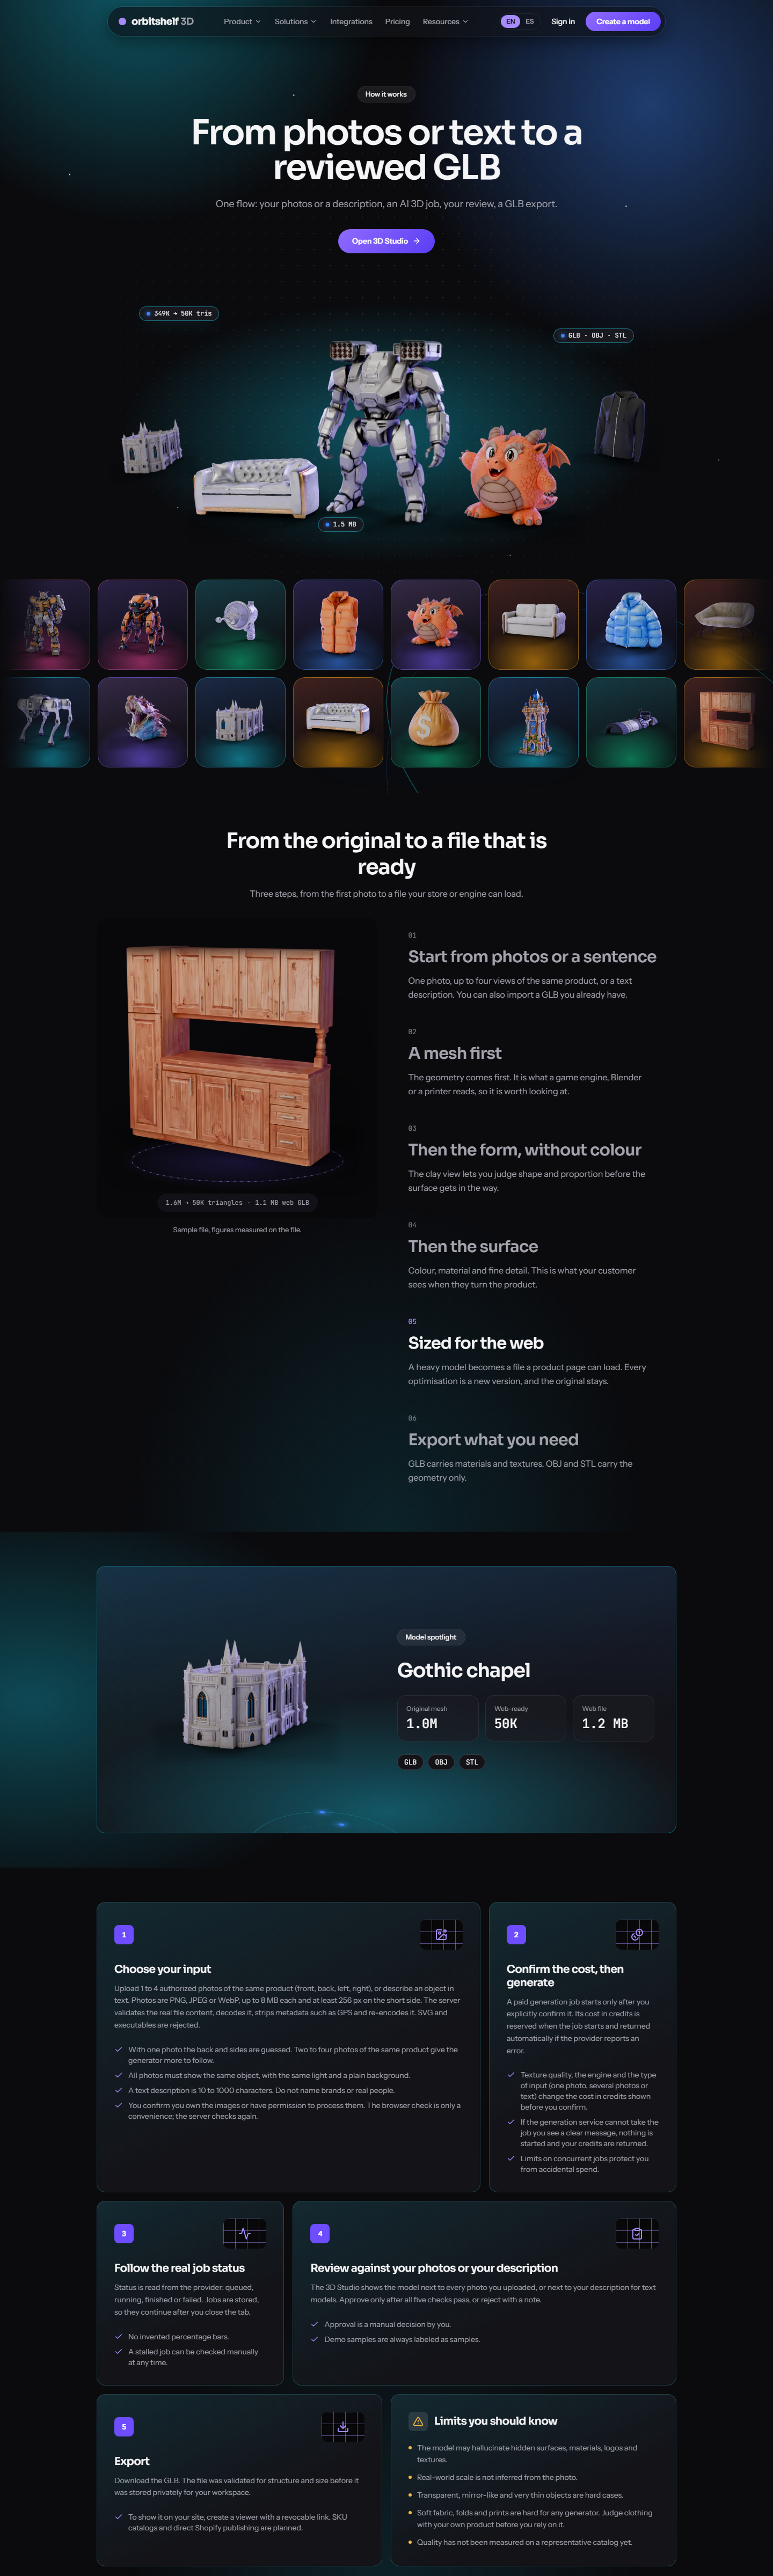 orbitshelf 3D
Product
Solutions
Integrations
Pricing
Resources
EN
ES
Sign in
Create a model
How it works
From photos or text to a
reviewed GLB
One flow: your photos or a description, an AI 3D job, your review, a GLB export.
Open 3D Studio
349K → 50K tris
GLB · OBJ · STL
1.5 MB
$
From the original to a file that is
ready
Three steps, from the first photo to a file your store or engine can load.
1.6M → 50K triangles · 1.1 MB web GLB
Sample file, figures measured on the file.
01
Start from photos or a sentence
One photo, up to four views of the same product, or a text
description. You can also import a GLB you already have.
02
A mesh first
The geometry comes first. It is what a game engine, Blender
or a printer reads, so it is worth looking at.
03
Then the form, without colour
The clay view lets you judge shape and proportion before the
surface gets in the way.
04
Then the surface
Colour, material and fine detail. This is what your customer
sees when they turn the product.
05
Sized for the web
A heavy model becomes a file a product page can load. Every
optimisation is a new version, and the original stays.
06
Export what you need
GLB carries materials and textures. OBJ and STL carry the
geometry only.
Model spotlight
Gothic chapel
Original mesh
1.0M
Web-ready
50K
Web file
1.2 MB
GLB
OBJ
STL
1
Choose your input
Upload 1 to 4 authorized photos of the same product (front, back, left, right), or describe an object in
text. Photos are PNG, JPEG or WebP, up to 8 MB each and at least 256 px on the short side. The server
validates the real file content, decodes it, strips metadata such as GPS and re-encodes it. SVG and
executables are rejected.
With one photo the back and sides are guessed. Two to four photos of the same product give the
generator more to follow.
All photos must show the same object, with the same light and a plain background.
A text description is 10 to 1000 characters. Do not name brands or real people.
You confirm you own the images or have permission to process them. The browser check is only a
convenience; the server checks again.
2
Confirm the cost, then
generate
A paid generation job starts only after you
explicitly confirm it. Its cost in credits is
reserved when the job starts and returned
automatically if the provider reports an
error.
Texture quality, the engine and the type
of input (one photo, several photos or
text) change the cost in credits shown
before you confirm.
If the generation service cannot take the
job you see a clear message, nothing is
started and your credits are returned.
Limits on concurrent jobs protect you
from accidental spend.
3
Follow the real job status
Status is read from the provider: queued,
running, finished or failed. Jobs are stored,
so they continue after you close the tab.
No invented percentage bars.
A stalled job can be checked manually
at any time.
4
Review against your photos or your description
The 3D Studio shows the model next to every photo you uploaded, or next to your description for text
models. Approve only after all five checks pass, or reject with a note.
Approval is a manual decision by you.
Demo samples are always labeled as samples.
5
Export
Download the GLB. The file was validated for structure and size before it
was stored privately for your workspace.
To show it on your site, create a viewer with a revocable link. SKU
catalogs and direct Shopify publishing are planned.
Limits you should know
The model may hallucinate hidden surfaces, materials, logos and
textures.
Real-world scale is not inferred from the photo.
Transparent, mirror-like and very thin objects are hard cases.
Soft fabric, folds and prints are hard for any generator. Judge clothing
with your own product before you rely on it.
Quality has not been measured on a representative catalog yet.